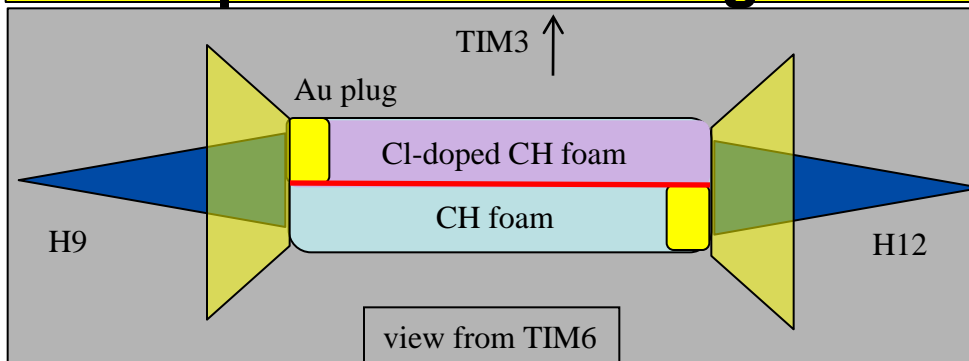 TIM3
Au plug
Cl-doped CH foam
CH foam
H9
H12
view from TIM6